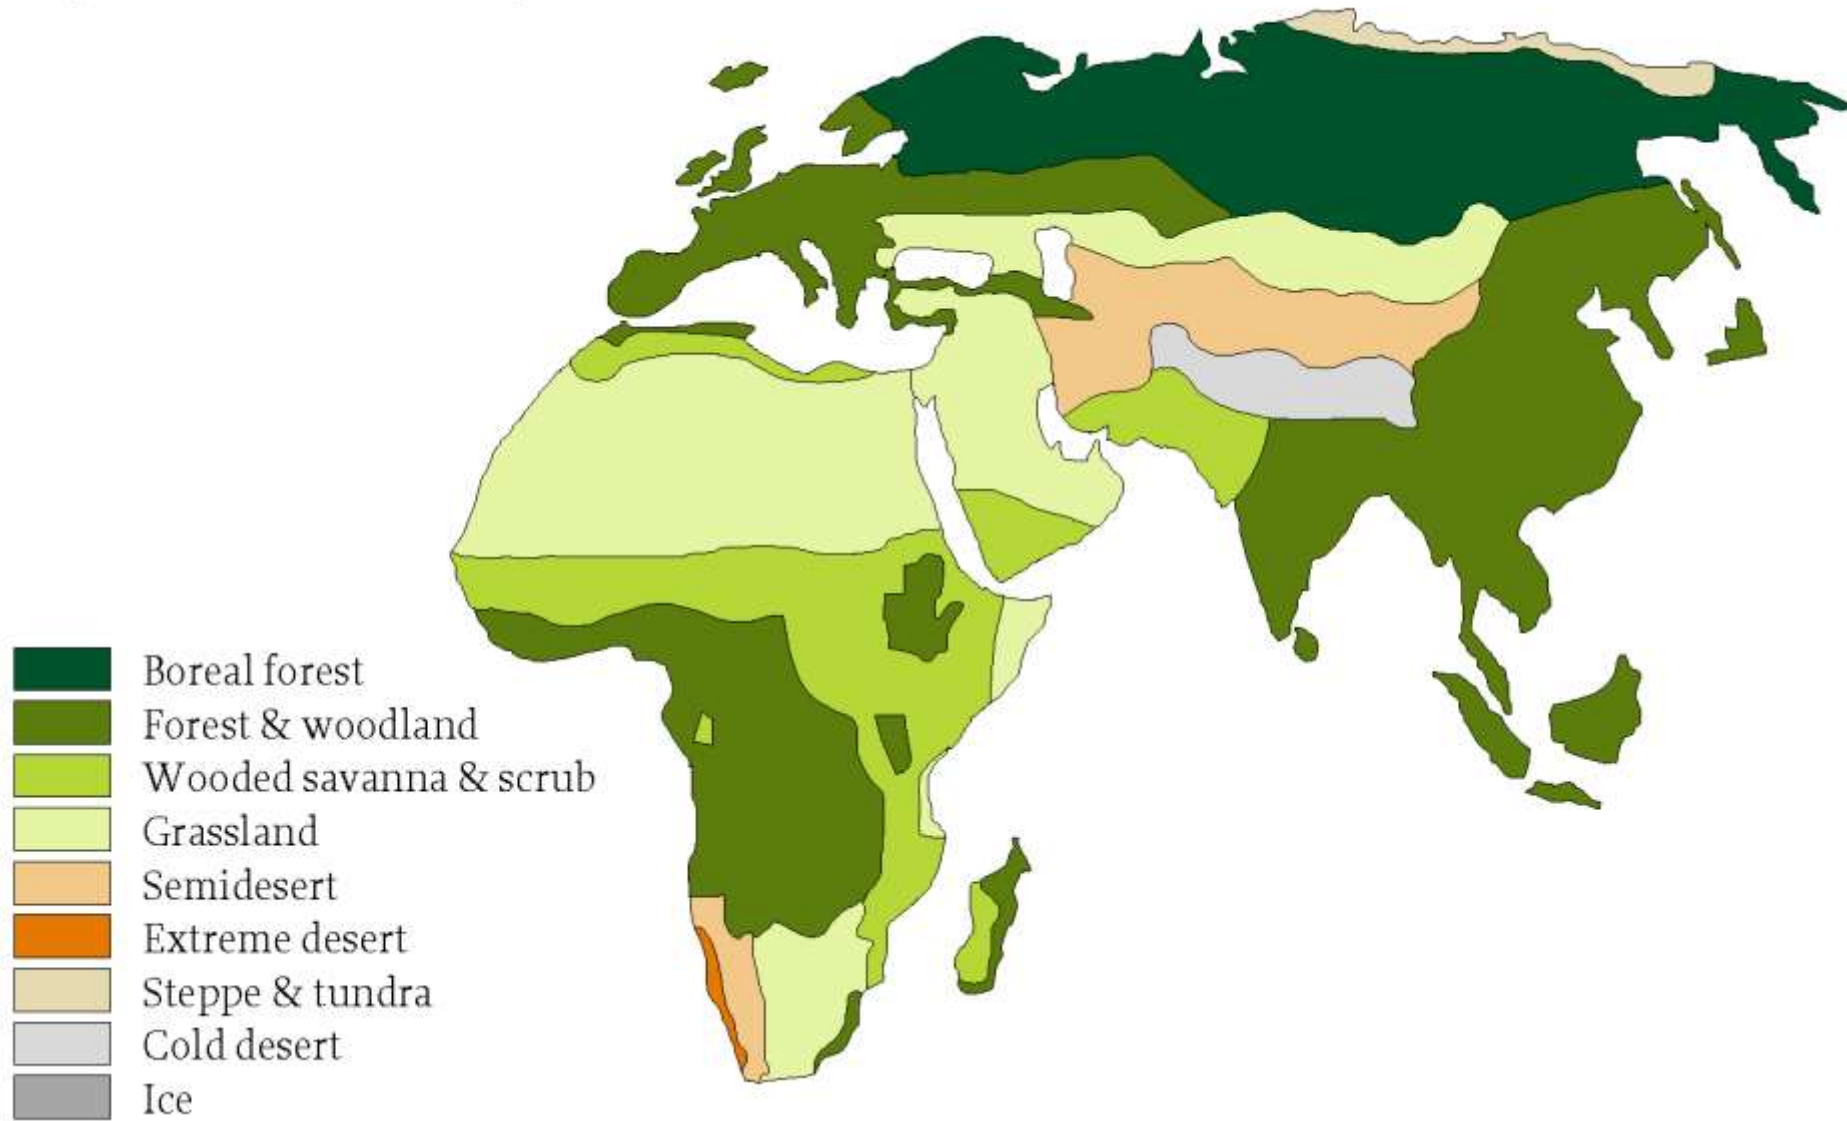 Boreal forest
Forest & woodland
Wooded savanna & scrub
Grassland
Semidesert
Extreme desert
Steppe & tundra
Cold desert
Ice